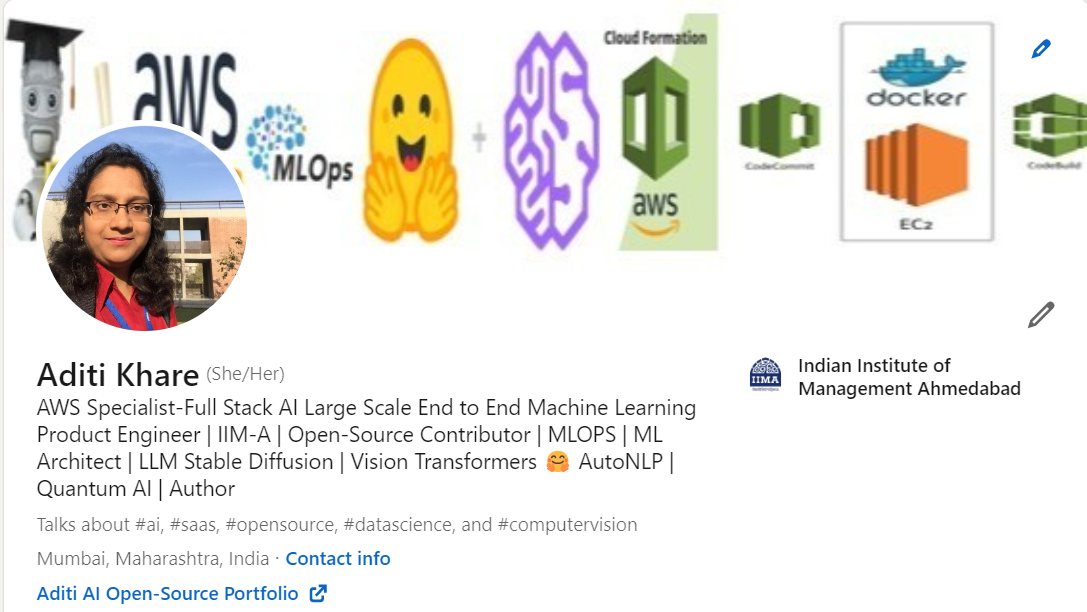 aws
MLOps
Cloud Formation
aws
CodeCommit
docker
EC2
CodeBuild
Aditi Khare (She/Her)
AWS Specialist-Full Stack AI Large Scale End to End Machine Learning
Product Engineer | IIM-A | Open-Source Contributor | MLOPS | ML
Architect | LLM Stable Diffusion | Vision Transformers 🤗 AutoNLP |
Quantum AI | Author
Talks about #ai, #saas, #opensource, #datascience, and #computervision
Mumbai, Maharashtra, India · Contact info
Aditi AI Open-Source Portfolio
IIMA
Indian Institute of
Management Ahmedabad